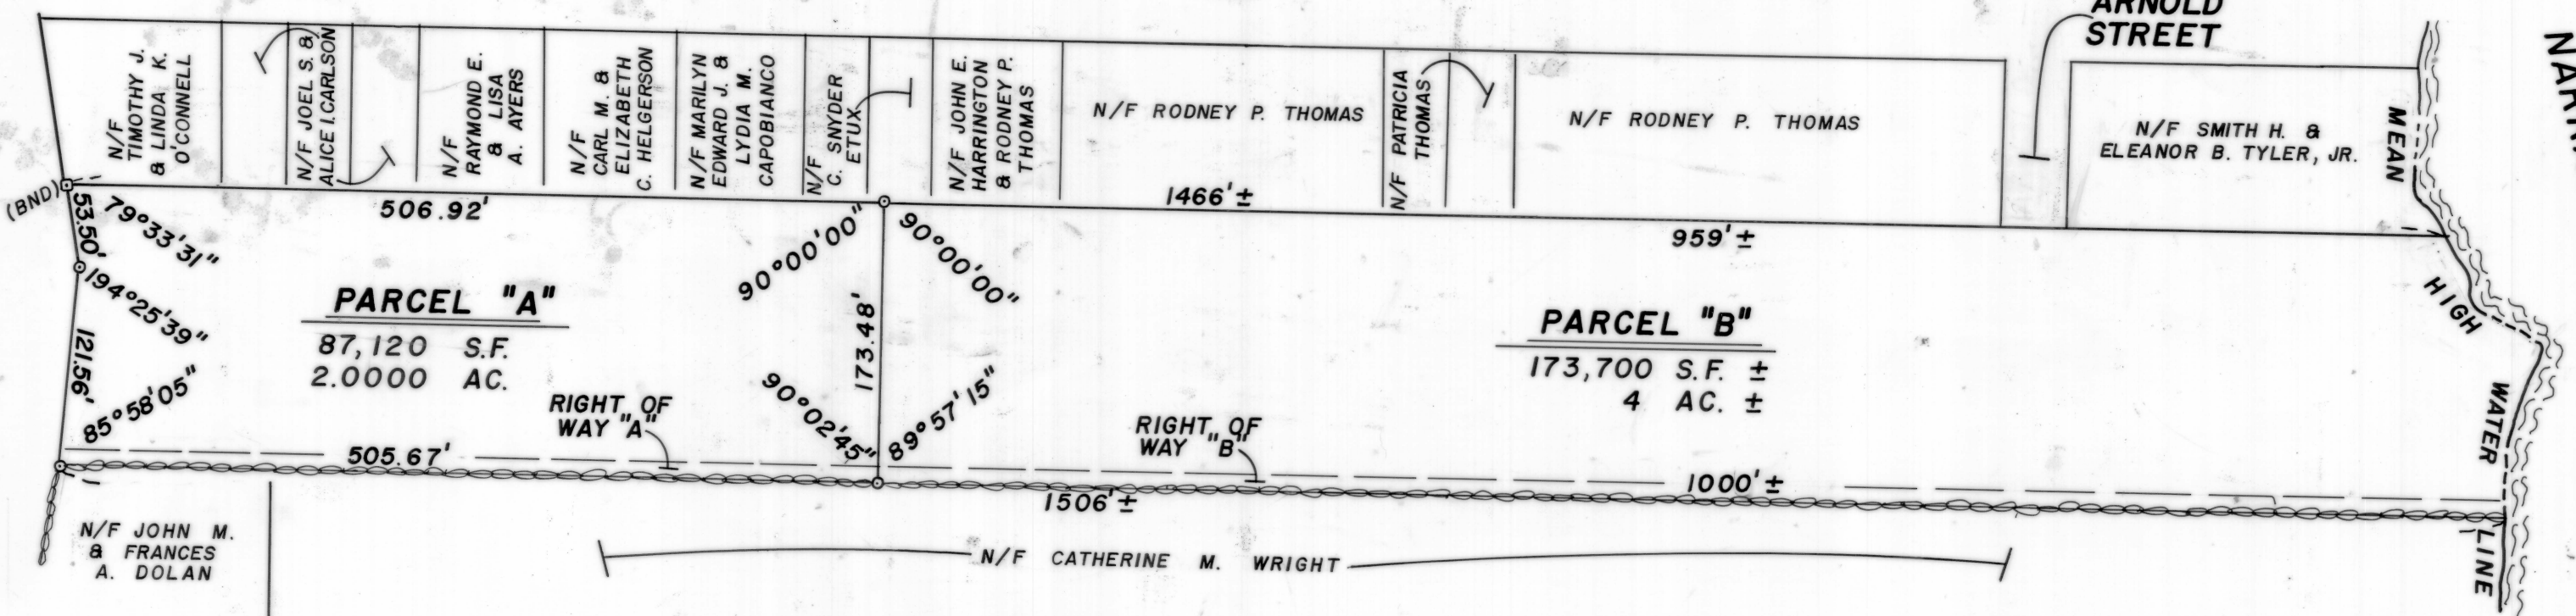 ARNOLD
STREET
N/F
TIMOTHY J.
& LINDA K.
O'CONNELL
N/F JOEL S. &
ALICE I. CARLSON
N/F
RAYMOND E.
& LISA
A. AYERS
N/F
CARL M. &
ELIZABETH
C. HELGERSON
N/F MARILYN
EDWARD J. &
LYDIA M.
CAPOBIANCO
N/F
C. SNYDER
ETUX
N/F JOHN E.
HARRINGTON
& RODNEY P.
THOMAS
N/F RODNEY P. THOMAS
N/F PATRICIA
THOMAS
N/F RODNEY P. THOMAS
N/F SMITH H. &
ELEANOR B. TYLER, JR.
MEAN
HIGH
WATER
LINE
(BND)
53.50'
79°33'31"
506.92'
1466'±
959'±
194°25'39"
121.56'
85°58'05"
PARCEL "A"
87,120 S.F.
2.0000 AC.
90°00'00"
90°00'00"
173.48'
90°02'45"
89°57'15"
PARCEL "B"
173,700 S.F. ±
4 AC. ±
RIGHT OF
WAY "A"
RIGHT OF
WAY "B"
505.67'
1000'±
1506'±
N/F JOHN M.
& FRANCES
A. DOLAN
N/F CATHERINE M. WRIGHT